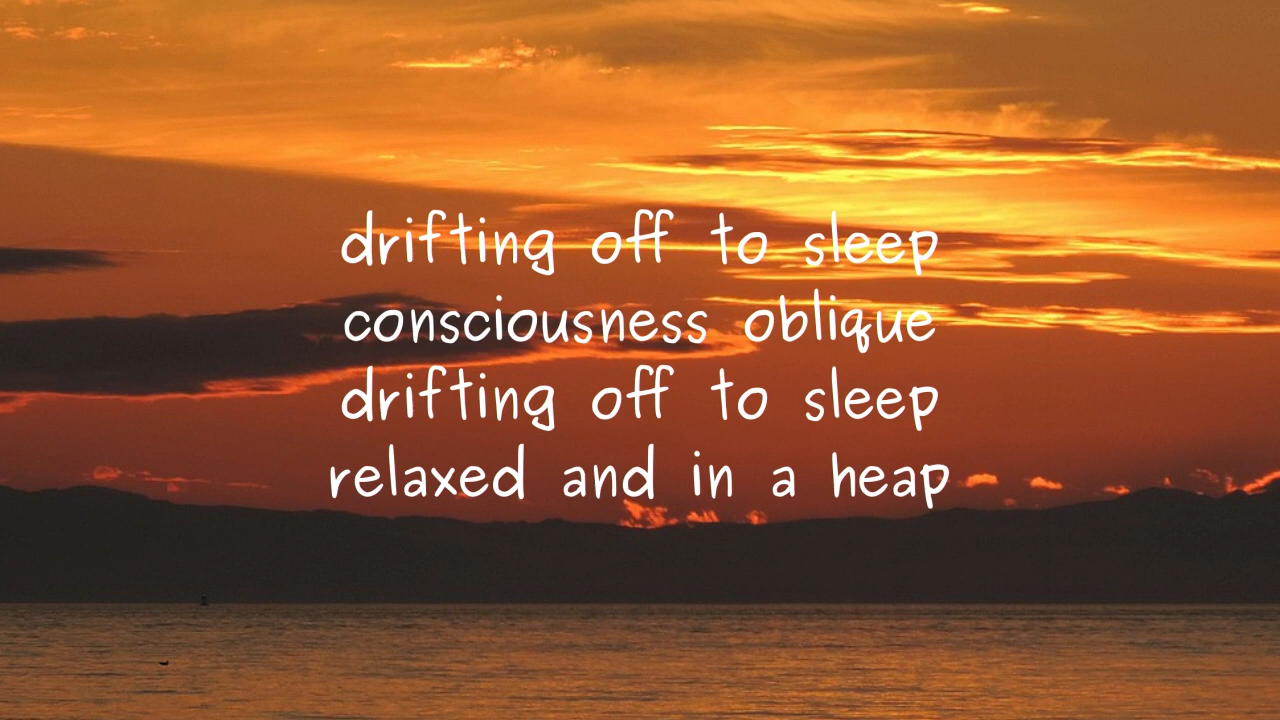 drifting off to sleep
consciousness oblique
drifting off to sleep
relaxed and in a heap